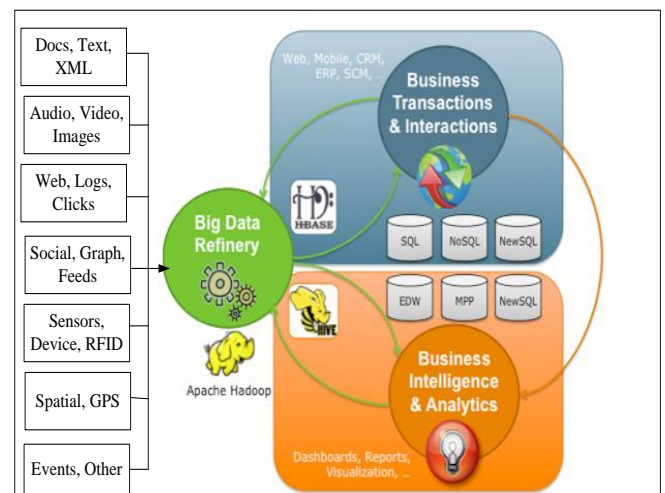 Docs, Text,
XML
Audio, Video,
Images
Web, Logs,
Clicks
Social, Graph,
Feeds
Sensors,
Device, RFID
Spatial, GPS
Events, Other
Big Data
Refinery
Apache Hadoop
Web, Mobile, CRM,
ERP, SCM, ...
Business
Transactions
& Interactions
HBASE
SQL
NoSQL
NewSQL
EDW
MPP
NewSQL
HIVE
Business
Intelligence
& Analytics
Dashboards, Reports,
Visualization, ...